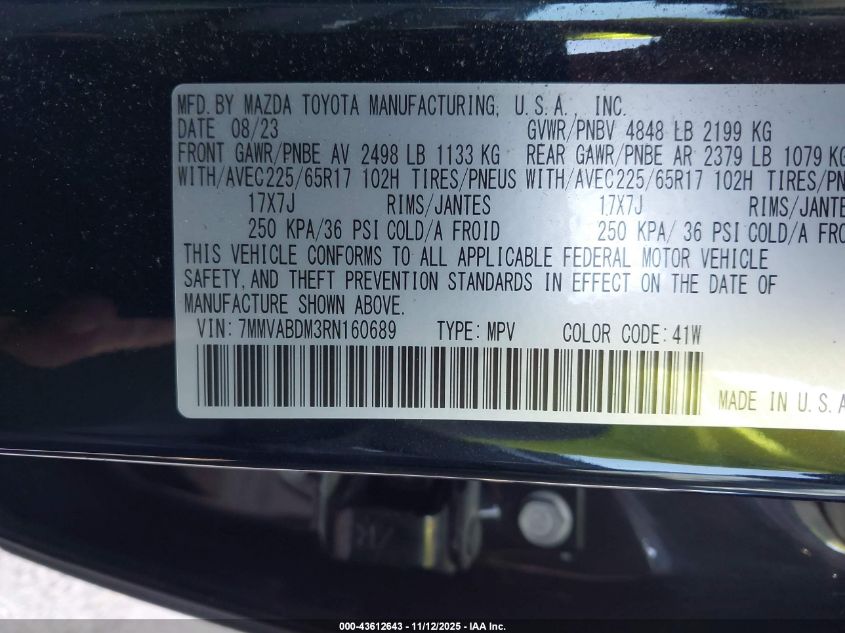 MFD. BY MAZDA TOYOTA MANUFACTURING, U.S.A. INC.
DATE 08/23 GVWR/PNBV 4848 LB 2199 KG
FRONT GAWR/PNBE AV 2498 LB 1133 KG REAR GAWR/PNBE AR 2379 LB 1079 KG
WITH/AVEC225/65R17 102H TIRES/PNEUS WITH/AVEC225/65R17 102H TIRES/PN
17X7J RIMS/JANTES 17X7J RIMS/JANTE
250 KPA/36 PSI COLD/A FROID 250 KPA/ 36 PSI COLD/A FRO
THIS VEHICLE CONFORMS TO ALL APPLICABLE FEDERAL MOTOR VEHICLE
SAFETY, AND THEFT PREVENTION STANDARDS IN EFFECT ON THE DATE OF
MANUFACTURE SHOWN ABOVE.
VIN: 7MMVABDM3RN160689 TYPE: MPV COLOR CODE: 41W
MADE IN U.S.A
000-43612643 - 11/12/2025 - IAA Inc.